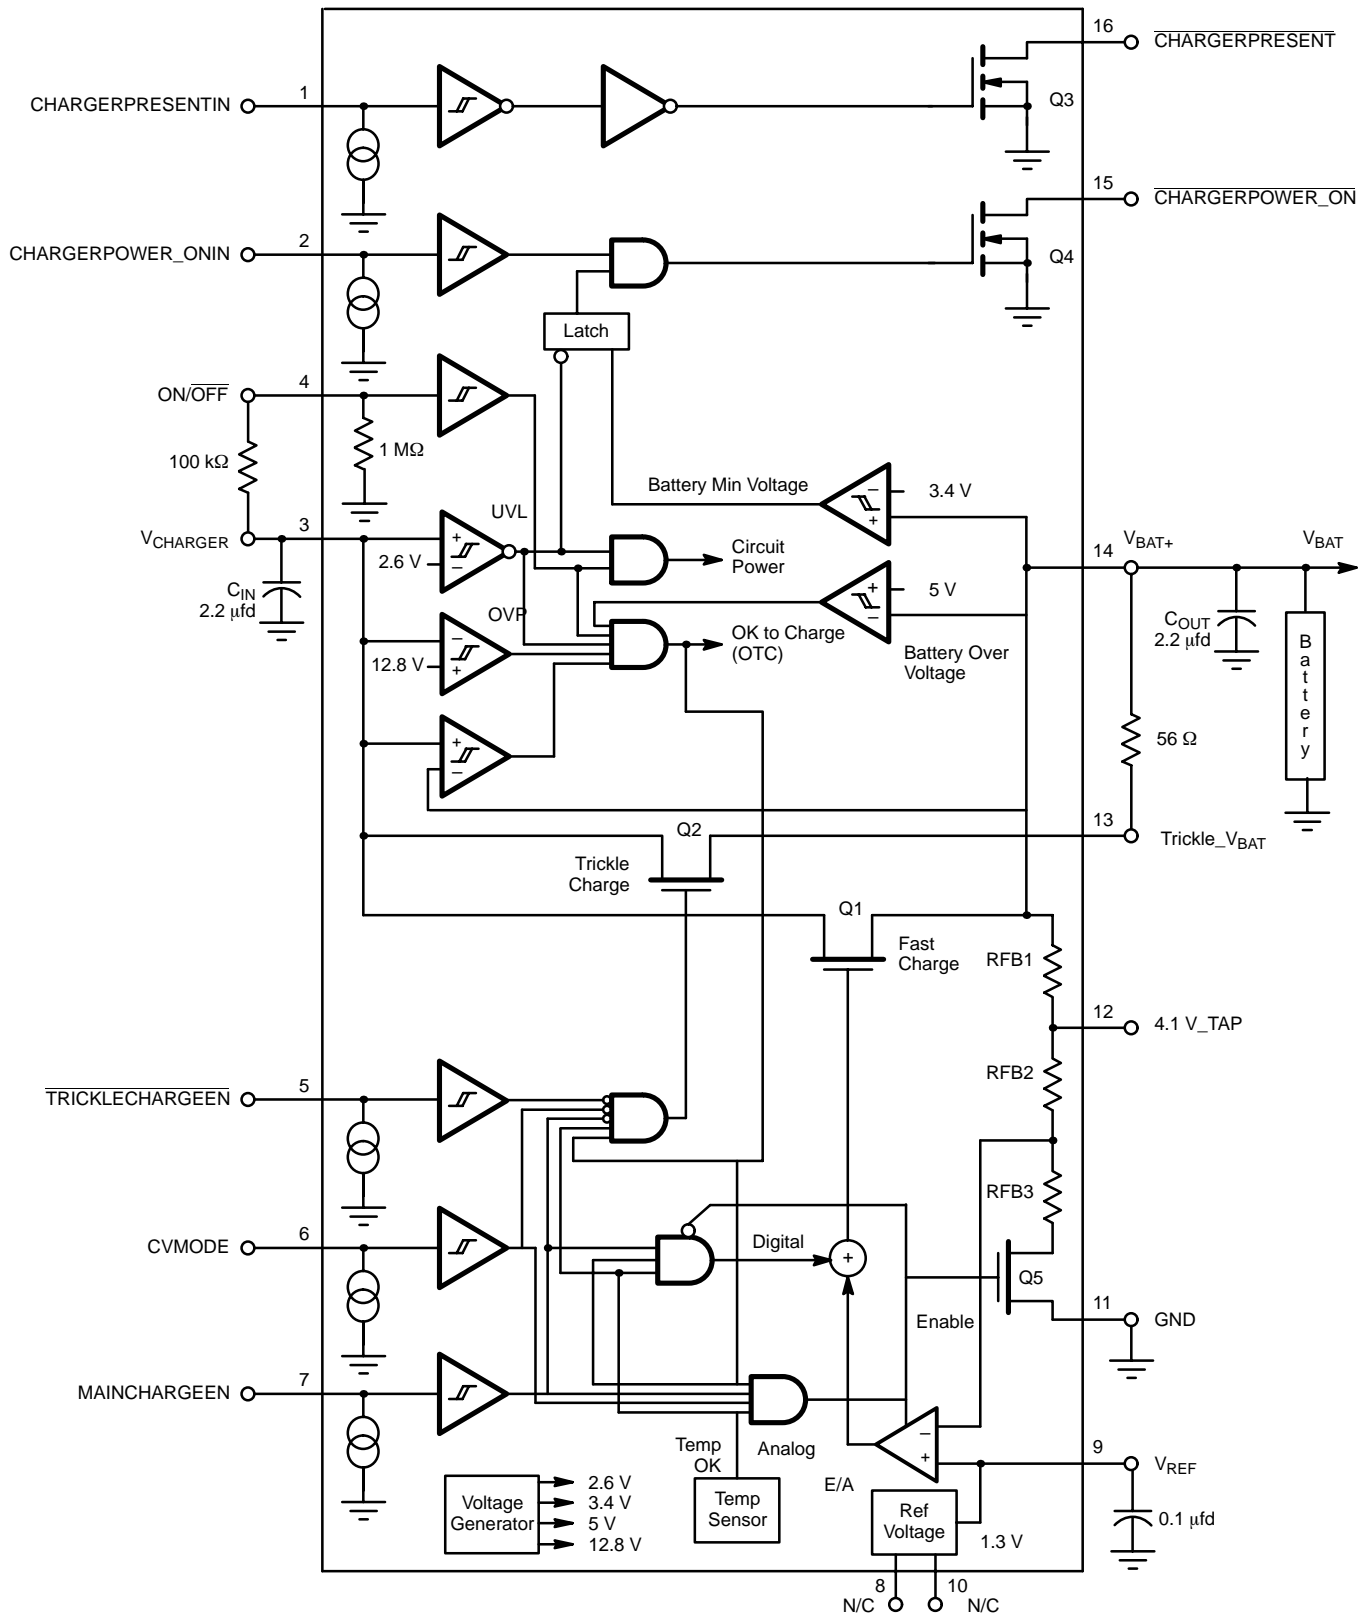 16
CHARGERPRESENT
CHARGERPRESENTIN
1
Q3
15
CHARGERPOWER_ON
CHARGERPOWER_ONIN
2
Q4
Latch
ON/OFF
4
100 kΩ
1 MΩ
Battery Min Voltage
−
+
3.4 V
UVL
VCHARGER
3
+
−
2.6 V
Circuit
Power
14
VBAT+
VBAT
CIN
2.2 µfd
OVP
+
−
5 V
COUT
2.2 µfd
Battery
−
+
12.8 V
OK to Charge
(OTC)
Battery Over
Voltage
+
−
56 Ω
Q2
13
Trickle_VBAT
Trickle
Charge
Q1
Fast
Charge
RFB1
12
4.1 V_TAP
RFB2
TRICKLECHARGEEN
5
RFB3
CVMODE
6
Digital
+
Q5
Enable
11
GND
MAINCHARGEEN
7
Temp
OK
Analog
−
+
E/A
9
VREF
Voltage
Generator
2.6 V
3.4 V
5 V
12.8 V
Temp
Sensor
Ref
Voltage
1.3 V
0.1 µfd
8
10
N/C
N/C